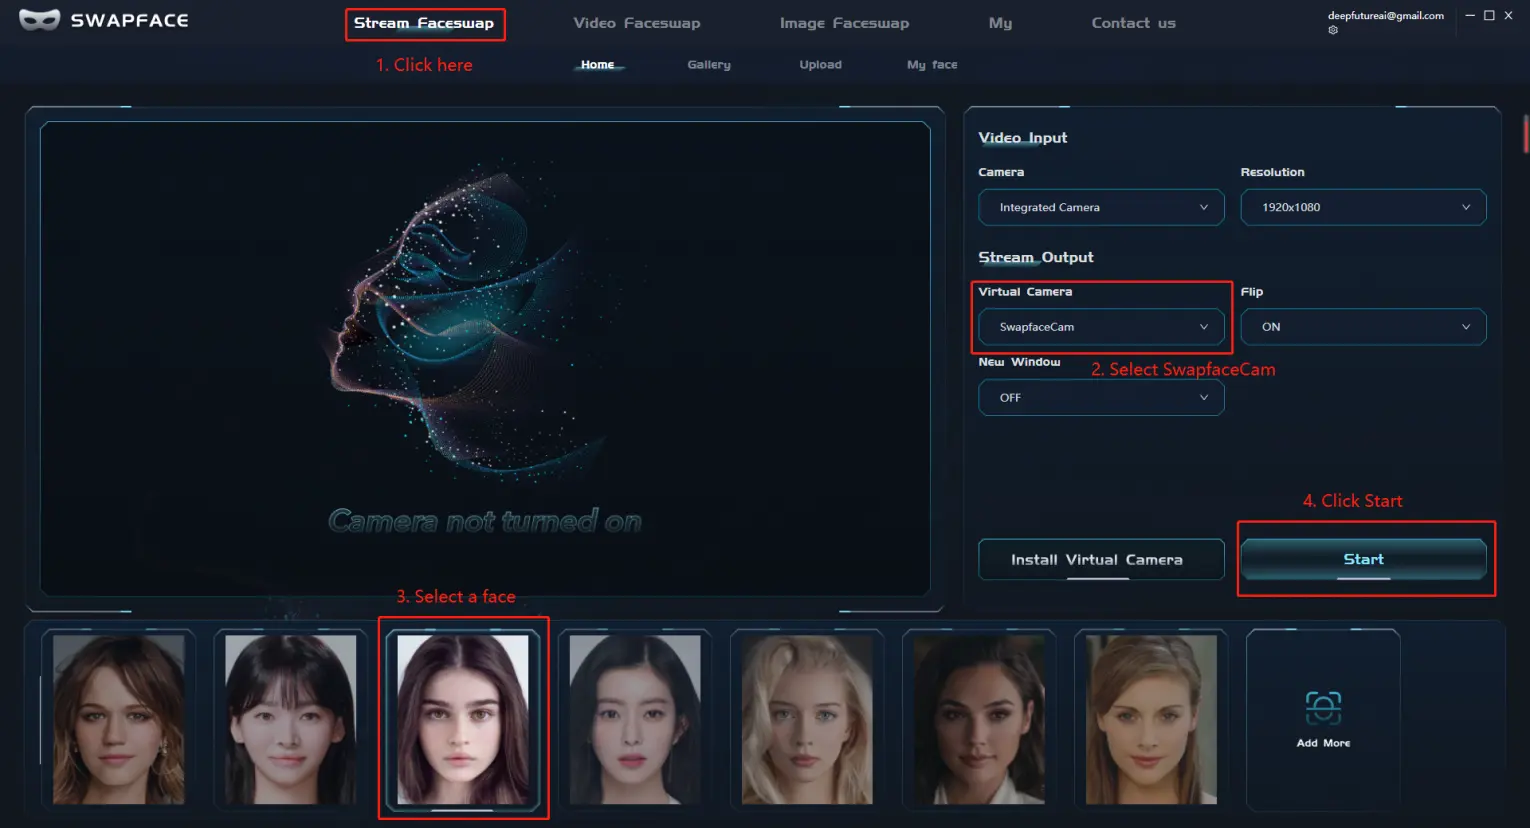 SWAPFACE
Stream Faceswap
Video Faceswap
Image Faceswap
My
Contact us
deepfutureai@gmail.com
1. Click here
Home
Gallery
Upload
My face
Video Input
Camera
Resolution
Integrated Camera
1920x1080
Stream Output
Virtual Camera
Flip
SwapfaceCam
ON
New Window
2. Select SwapfaceCam
OFF
4. Click Start
Camera not turned on
Install Virtual Camera
Start
3. Select a face
Add More